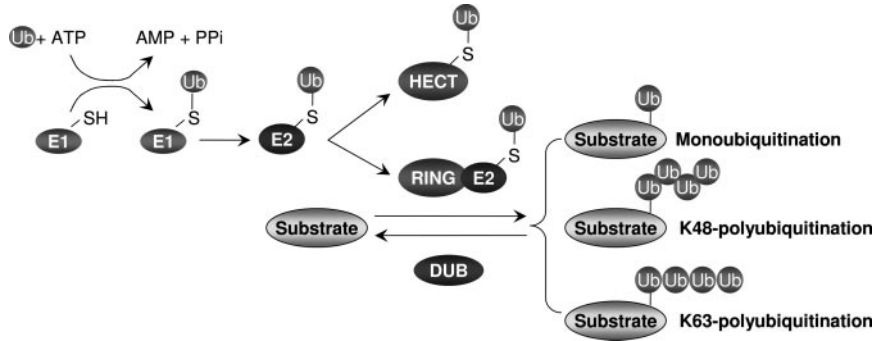 Ub + ATP
AMP + PPi
E1
SH
E1
S
Ub
E2
S
Ub
HECT
S
Ub
RING
E2
S
Ub
Substrate
DUB
Ub
Substrate
Monoubiquitination
Ub Ub Ub Ub
Substrate
K48-polyubiquitination
Ub Ub Ub Ub
Substrate
K63-polyubiquitination